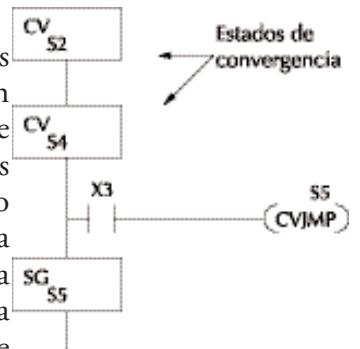 CV
S2
Estados de
convergencia
CV
S4
X3
S5
CVJMP
SG
S5